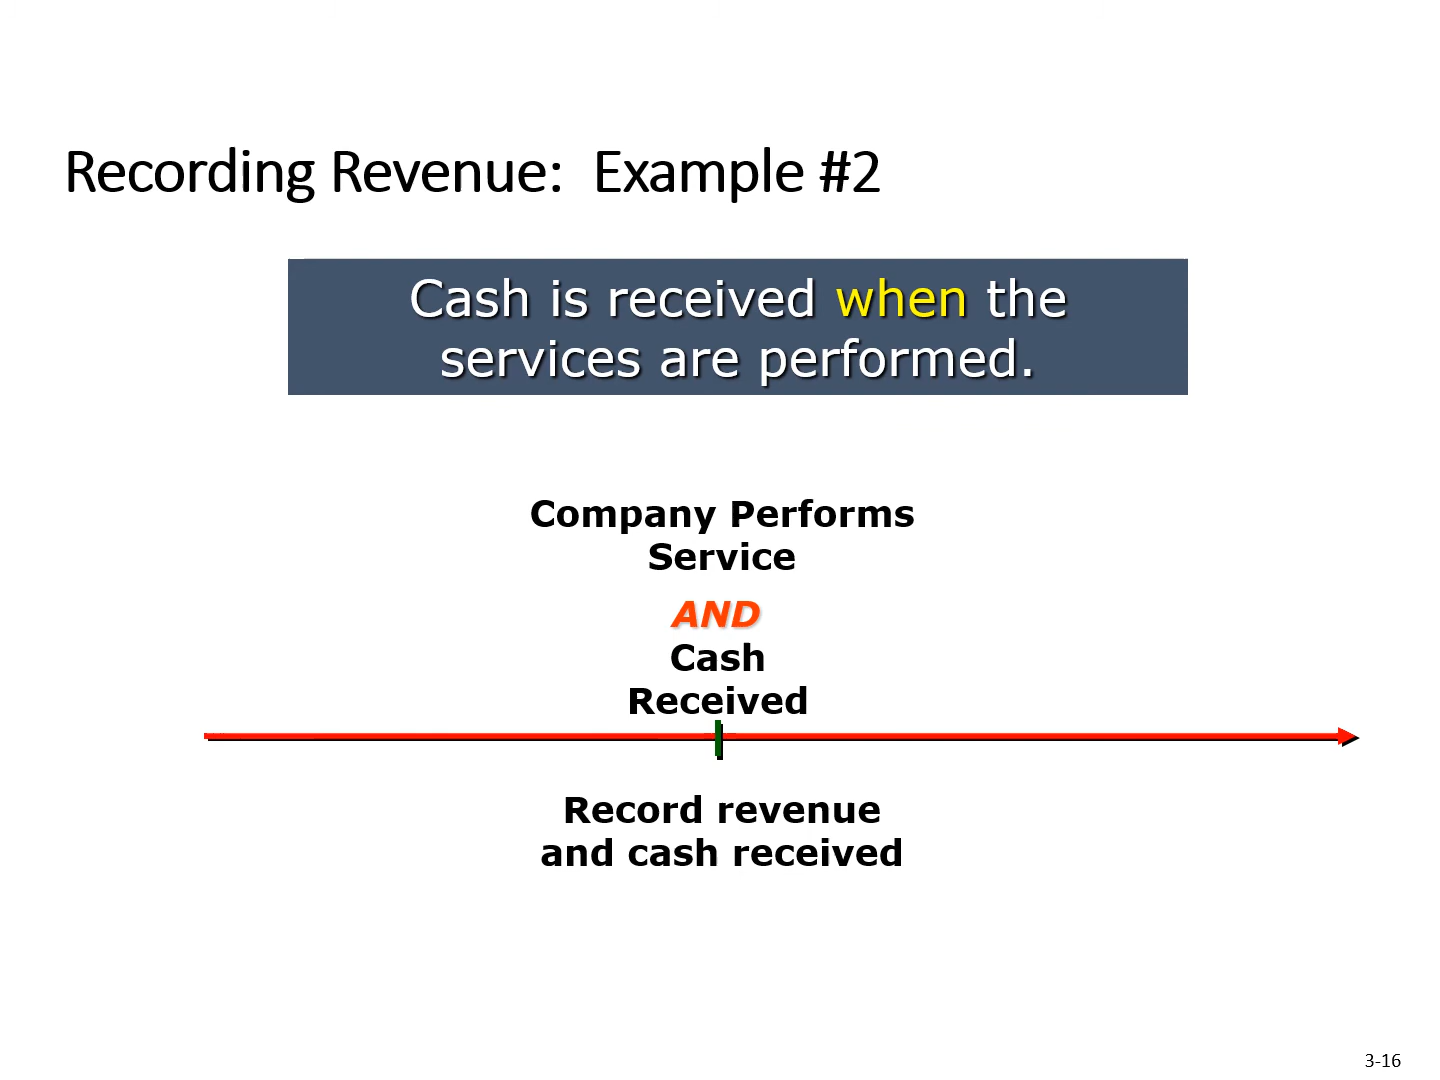 Recording Revenue:  Example #2
Cash is received when the
services are performed.
Company Performs
Service
AND
Cash
Received
Record revenue
and cash received
3-16